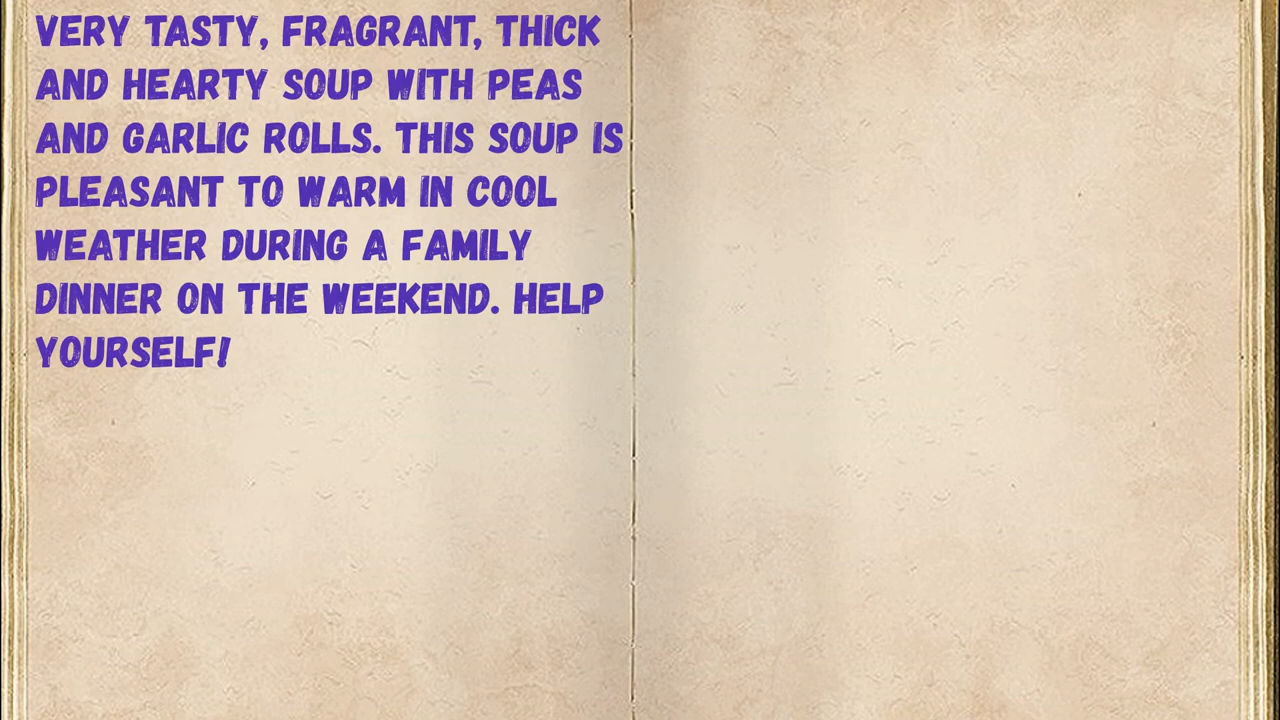 VERY TASTY, FRAGRANT, THICK
AND HEARTY SOUP WITH PEAS
AND GARLIC ROLLS. THIS SOUP IS
PLEASANT TO WARM IN COOL
WEATHER DURING A FAMILY
DINNER ON THE WEEKEND. HELP
YOURSELF!